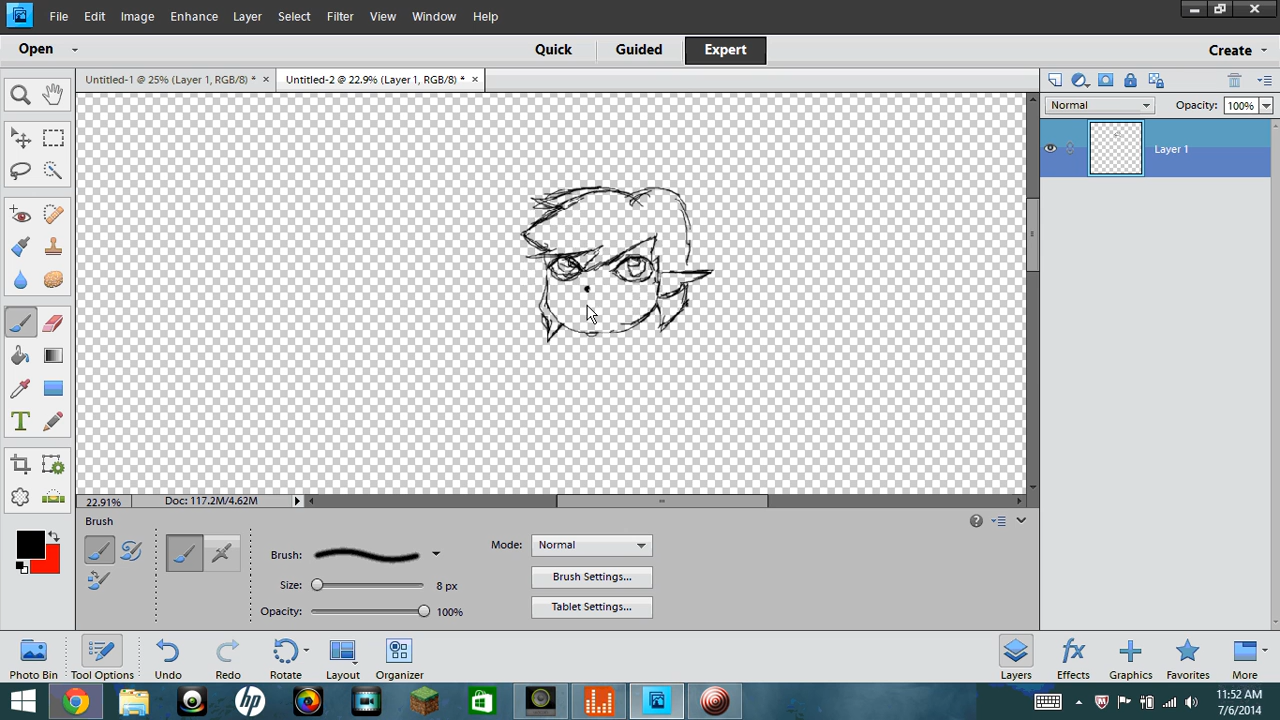 File Edit Image Enhance Layer Select Filter View Window Help
Open Quick Guided Expert Create
Untitled-1 @ 25% (Layer 1, RGB/8) * × Untitled-2 @ 22.9% (Layer 1, RGB/8) * ×
Normal Opacity: 100%
Layer 1
22.91% Doc: 117.2M/4.62M
Brush
Brush: Mode: Normal
Size: 8 px Brush Settings...
Opacity: 100% Tablet Settings...
Photo Bin Tool Options Undo Redo Rotate Layout Organizer Layers Effects Graphics Favorites More
11:52 AM
7/6/2014
T
hp